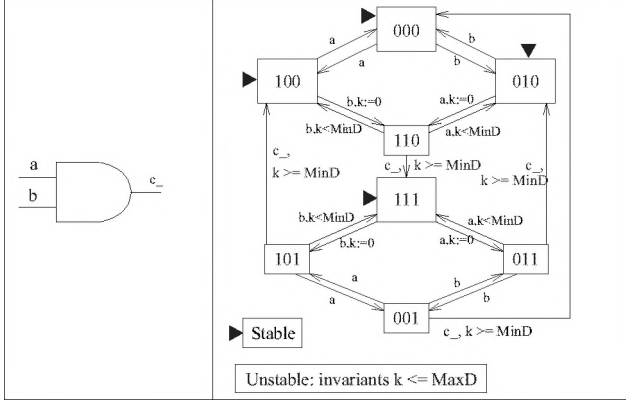 000
a
b
a
b
100
010
b,k:=0
a,k:=0
b,k<MinD
a,k<MinD
110
c_,
k >= MinD
c_, k >= MinD
c_,
k >= MinD
a
b
c_
111
b,k<MinD
a,k<MinD
b,k:=0
a,k:=0
101
011
a
b
a
b
001
c_, k >= MinD
Stable
Unstable: invariants k <= MaxD